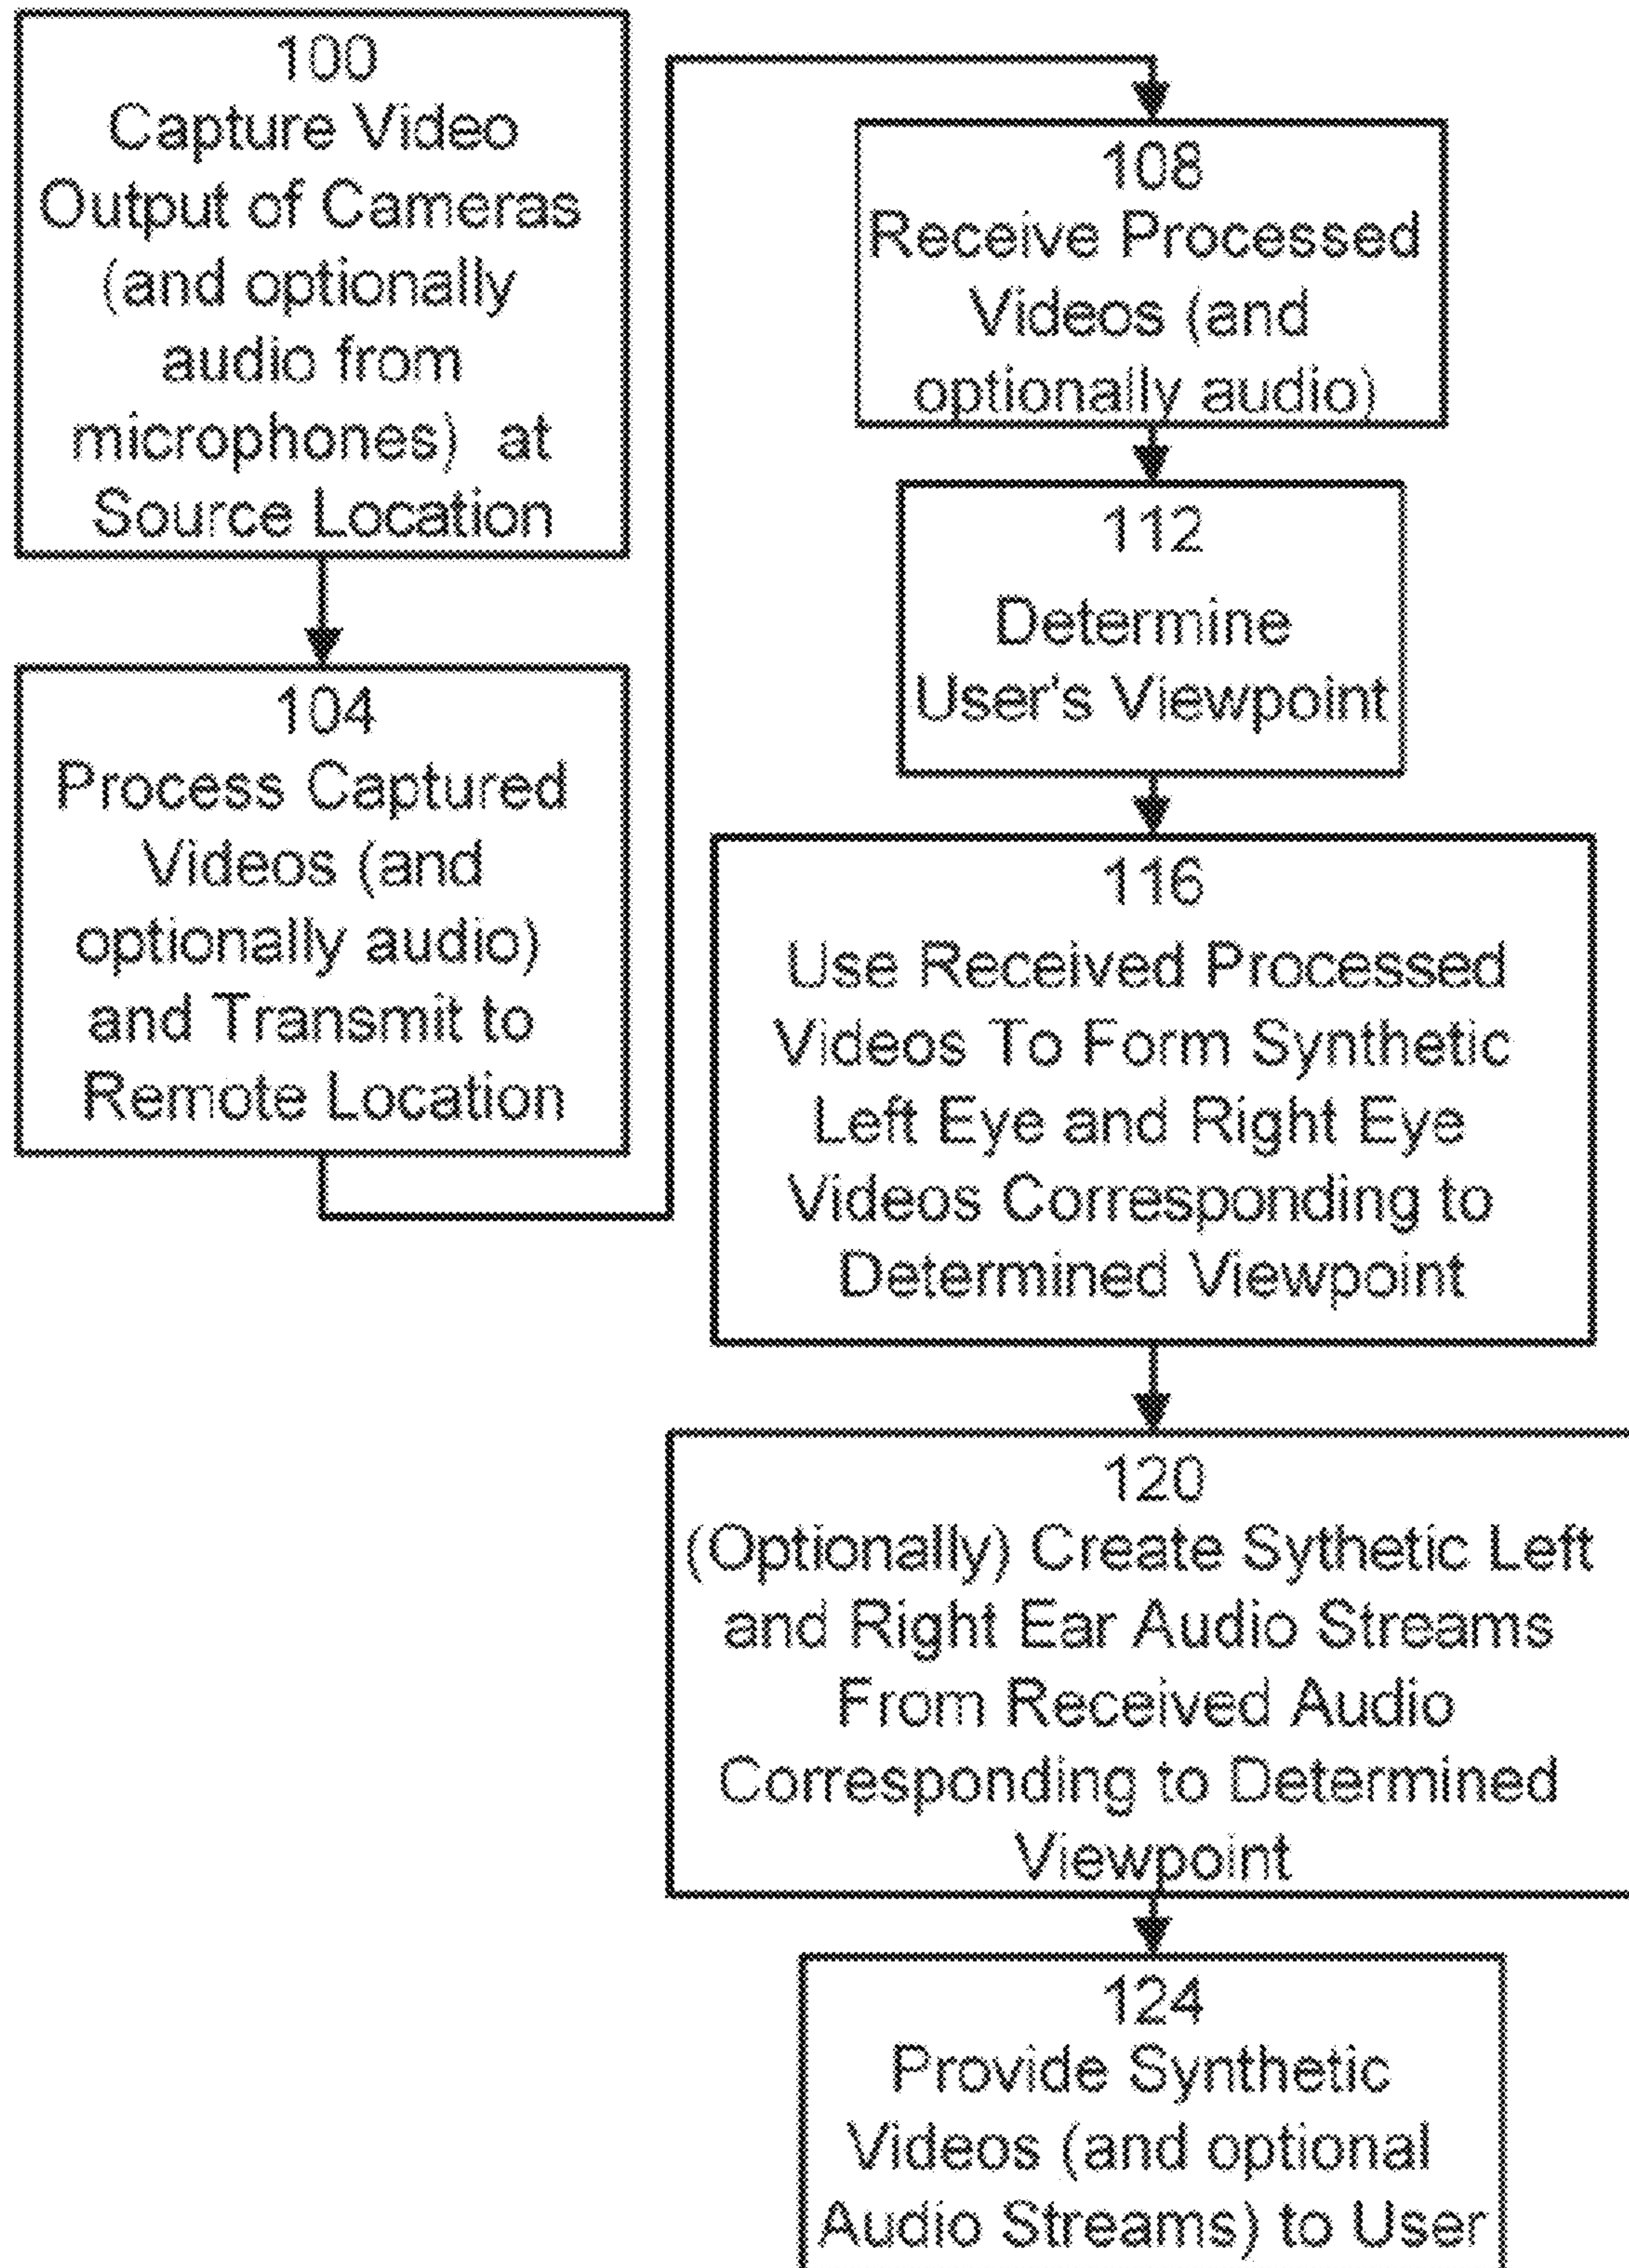 100
Capture Video
Output of Cameras
(and optionally
audio from
microphones) at
Source Location
104
Process Captured
Videos (and
optionally audio)
and Transmit to
Remote Location
108
Receive Processed
Videos (and
optionally audio)
112
Determine
User's Viewpoint
116
Use Received Processed
Videos To Form Synthetic
Left Eye and Right Eye
Videos Corresponding to
Determined Viewpoint
120
(Optionally) Create Sythetic Left
and Right Ear Audio Streams
From Received Audio
Corresponding to Determined
Viewpoint
124
Provide Synthetic
Videos (and optional
Audio Streams) to User